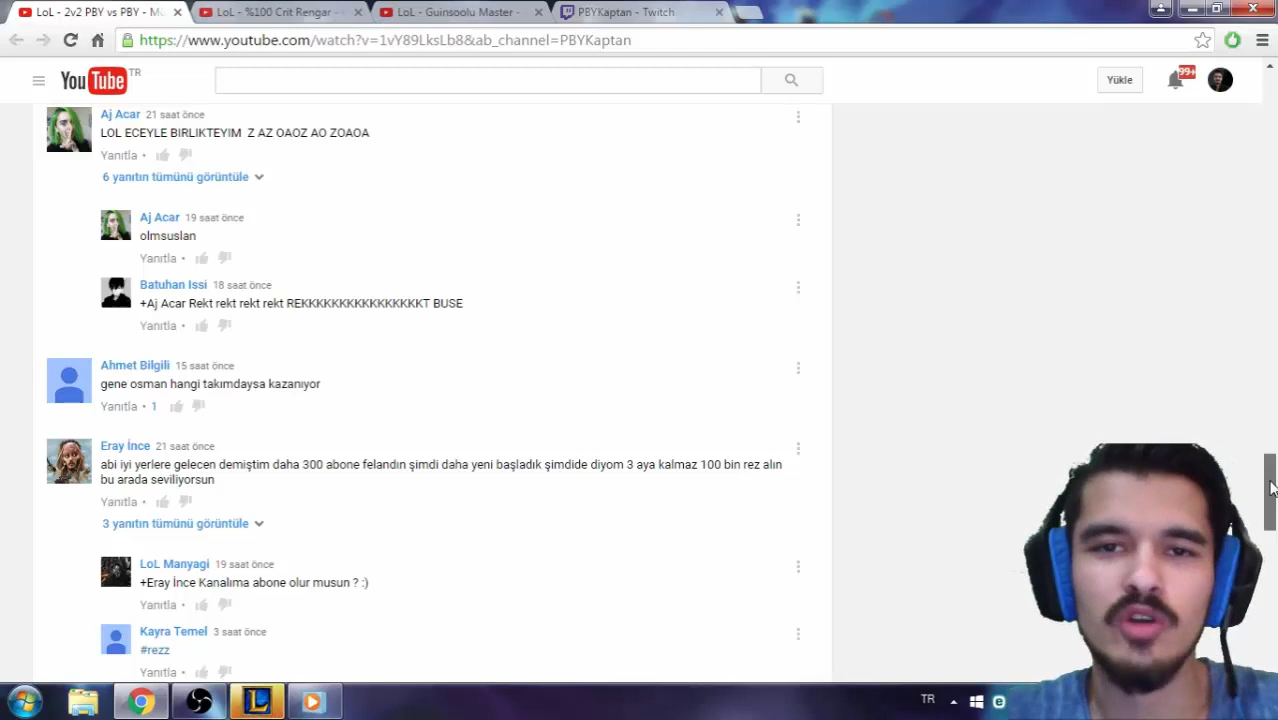 LoL - 2v2 PBY vs PBY - Mu
LoL - %100 Crit Rengar -
LoL - Guinsoolu Master -
PBYKaptan - Twitch
https://www.youtube.com/watch?v=1vY89LksLb8&ab_channel=PBYKaptan
YouTube TR
Yükle
99+
Aj Acar 21 saat önce
LOL ECEYLE BIRLIKTEYIM Z AZ OAOZ AO ZOAOA
Yanıtla •
6 yanıtın tümünü görüntüle
Aj Acar 19 saat önce
olmsuslan
Yanıtla •
Batuhan Issi 18 saat önce
+Aj Acar Rekt rekt rekt rekt REKKKKKKKKKKKKKKKKT BUSE
Yanıtla •
Ahmet Bilgili 15 saat önce
gene osman hangi takımdaysa kazanıyor
Yanıtla • 1
Eray İnce 21 saat önce
abi iyi yerlere gelecen demiştim daha 300 abone felandın şimdi daha yeni başladık şimdide diyom 3 aya kalmaz 100 bin rez alın
bu arada seviliyorsun
Yanıtla •
3 yanıtın tümünü görüntüle
LoL Manyagi 19 saat önce
+Eray İnce Kanalıma abone olur musun ? :)
Yanıtla •
Kayra Temel 3 saat önce
#rezz
Yanıtla •
TR